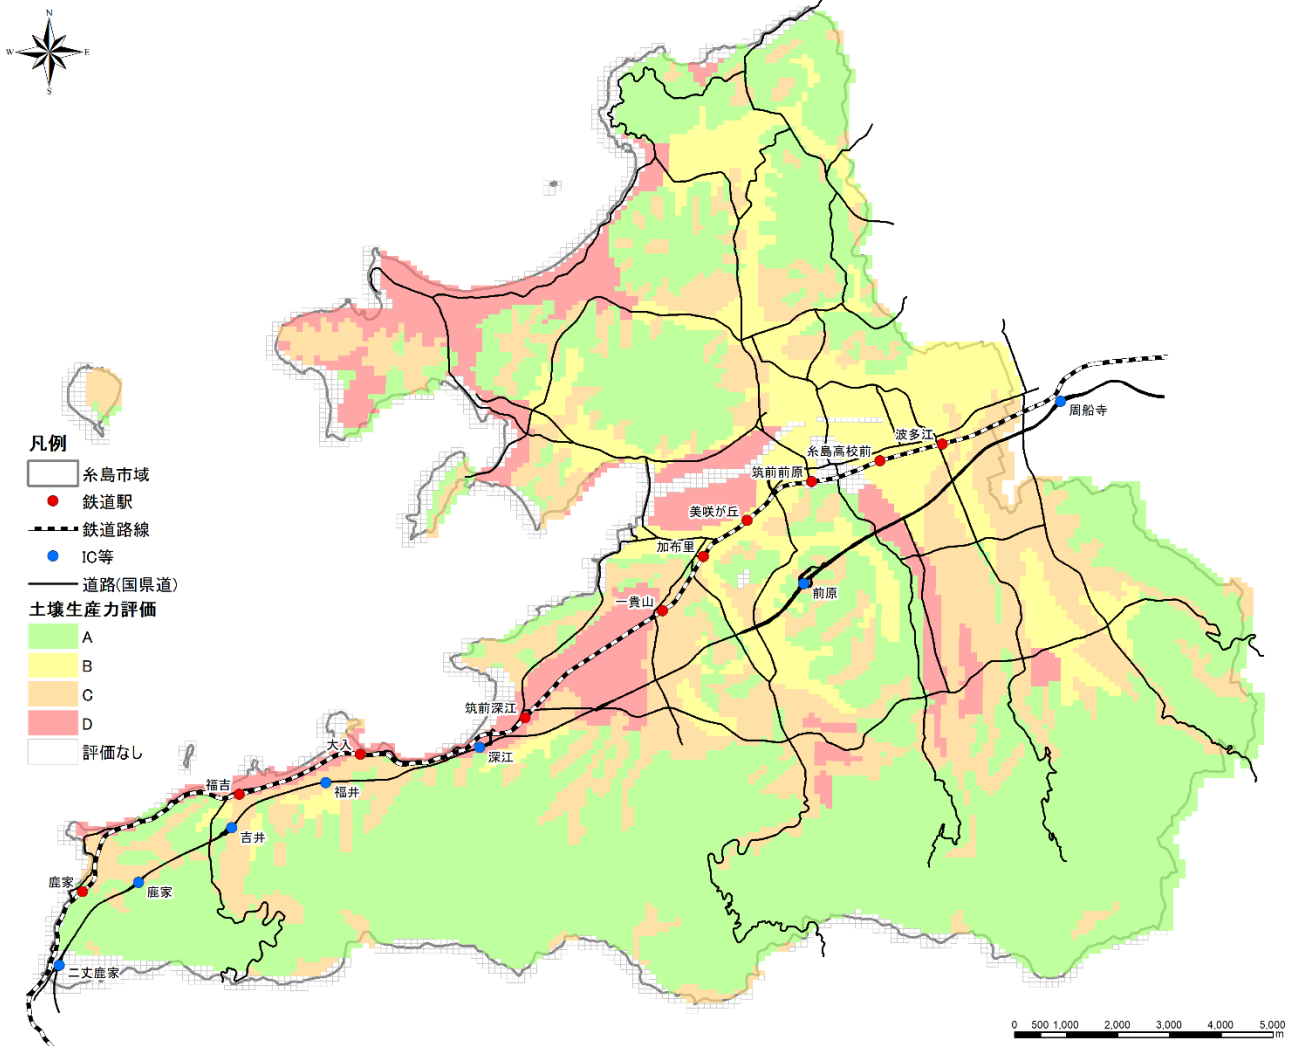 N
W
E
S
周船寺
波多江
糸島高校前
筑前前原
美咲が丘
加布里
前原
一貴山
筑前深江
深江
大入
福井
福吉
吉井
鹿家
鹿家
二丈鹿家
凡例
糸島市域
鉄道駅
鉄道路線
IC等
道路(国県道)
土壌生産力評価
A
B
C
D
評価なし
0 500 1,000 2,000 3,000 4,000 5,000
m